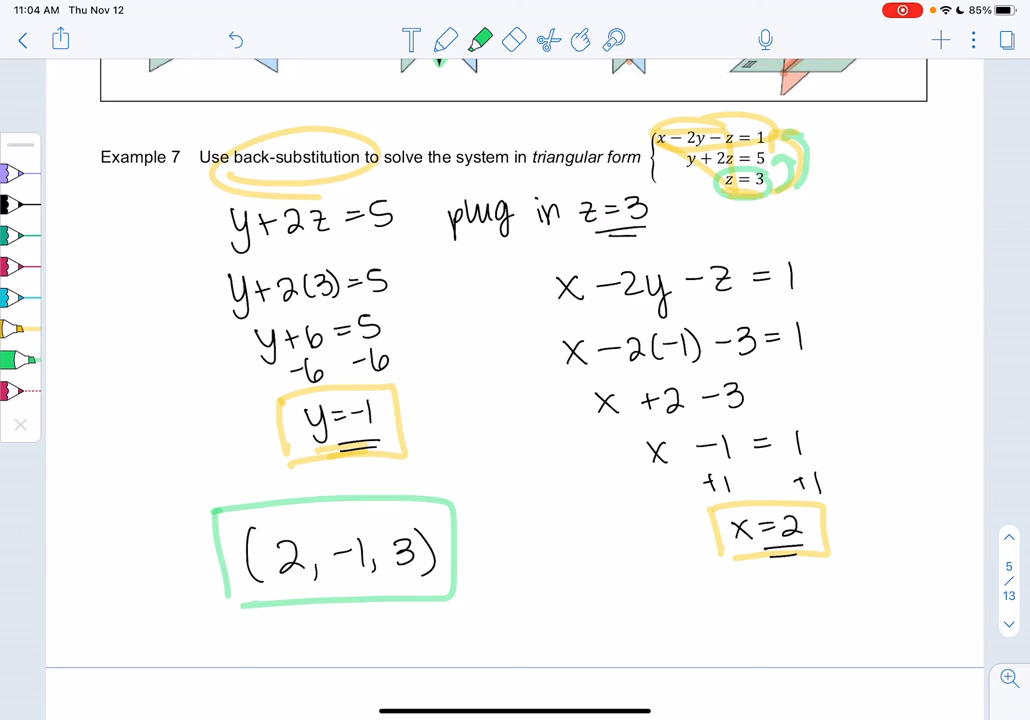 11:04 AM Thu Nov 12
85%
T
Example 7 Use back-substitution to solve the system in triangular form
x − 2y − z = 1
y + 2z = 5
z = 3
y+2z =5
plug in z=3
y+2(3)=5
y+6 =5
-6 -6
y=-1
x -2y -z = 1
x -2(-1) -3 = 1
x +2 -3
x -1 = 1
+1 +1
x=2
(2, -1, 3)
5
/
13